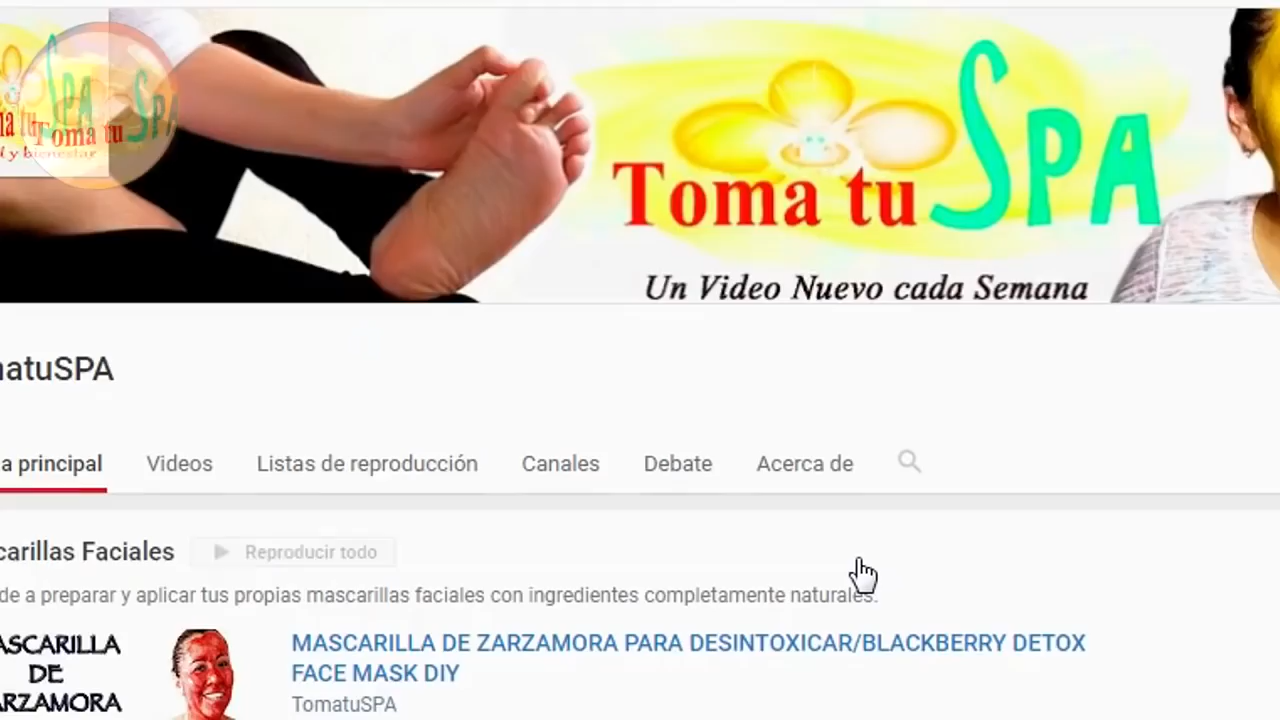 Toma tu SPA
Toma tu SPA
Un Video Nuevo cada Semana
atuSPA
a principal Videos Listas de reproducción Canales Debate Acerca de
carillas Faciales Reproducir todo
de a preparar y aplicar tus propias mascarillas faciales con ingredientes completamente naturales.
ASCARILLA
DE
ARZAMORA
MASCARILLA DE ZARZAMORA PARA DESINTOXICAR/BLACKBERRY DETOX
FACE MASK DIY
TomatuSPA